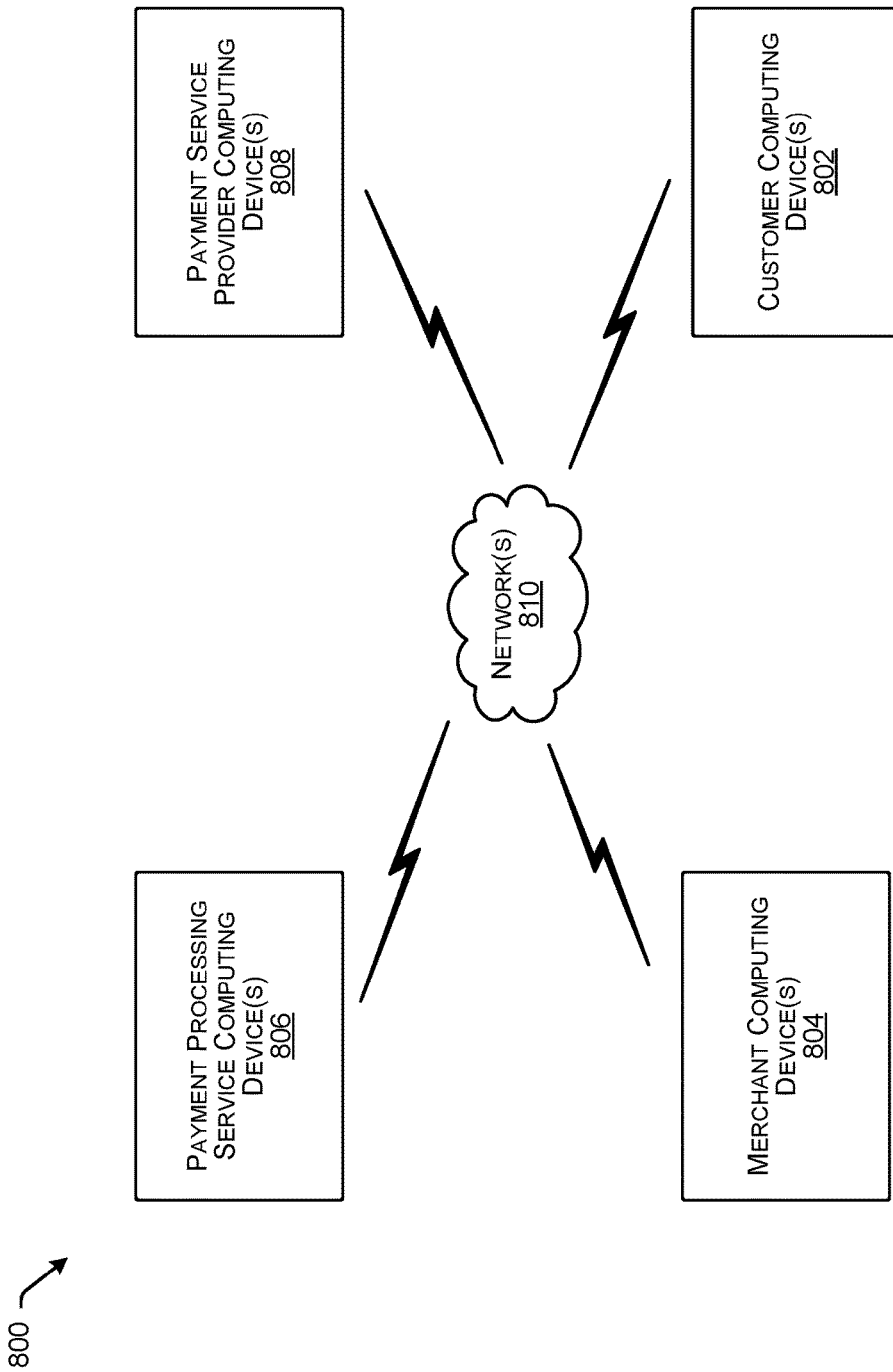 800
PAYMENT PROCESSING
SERVICE COMPUTING
DEVICE(S)
806
PAYMENT SERVICE
PROVIDER COMPUTING
DEVICE(S)
808
NETWORK(S)
810
MERCHANT COMPUTING
DEVICE(S)
804
CUSTOMER COMPUTING
DEVICE(S)
802